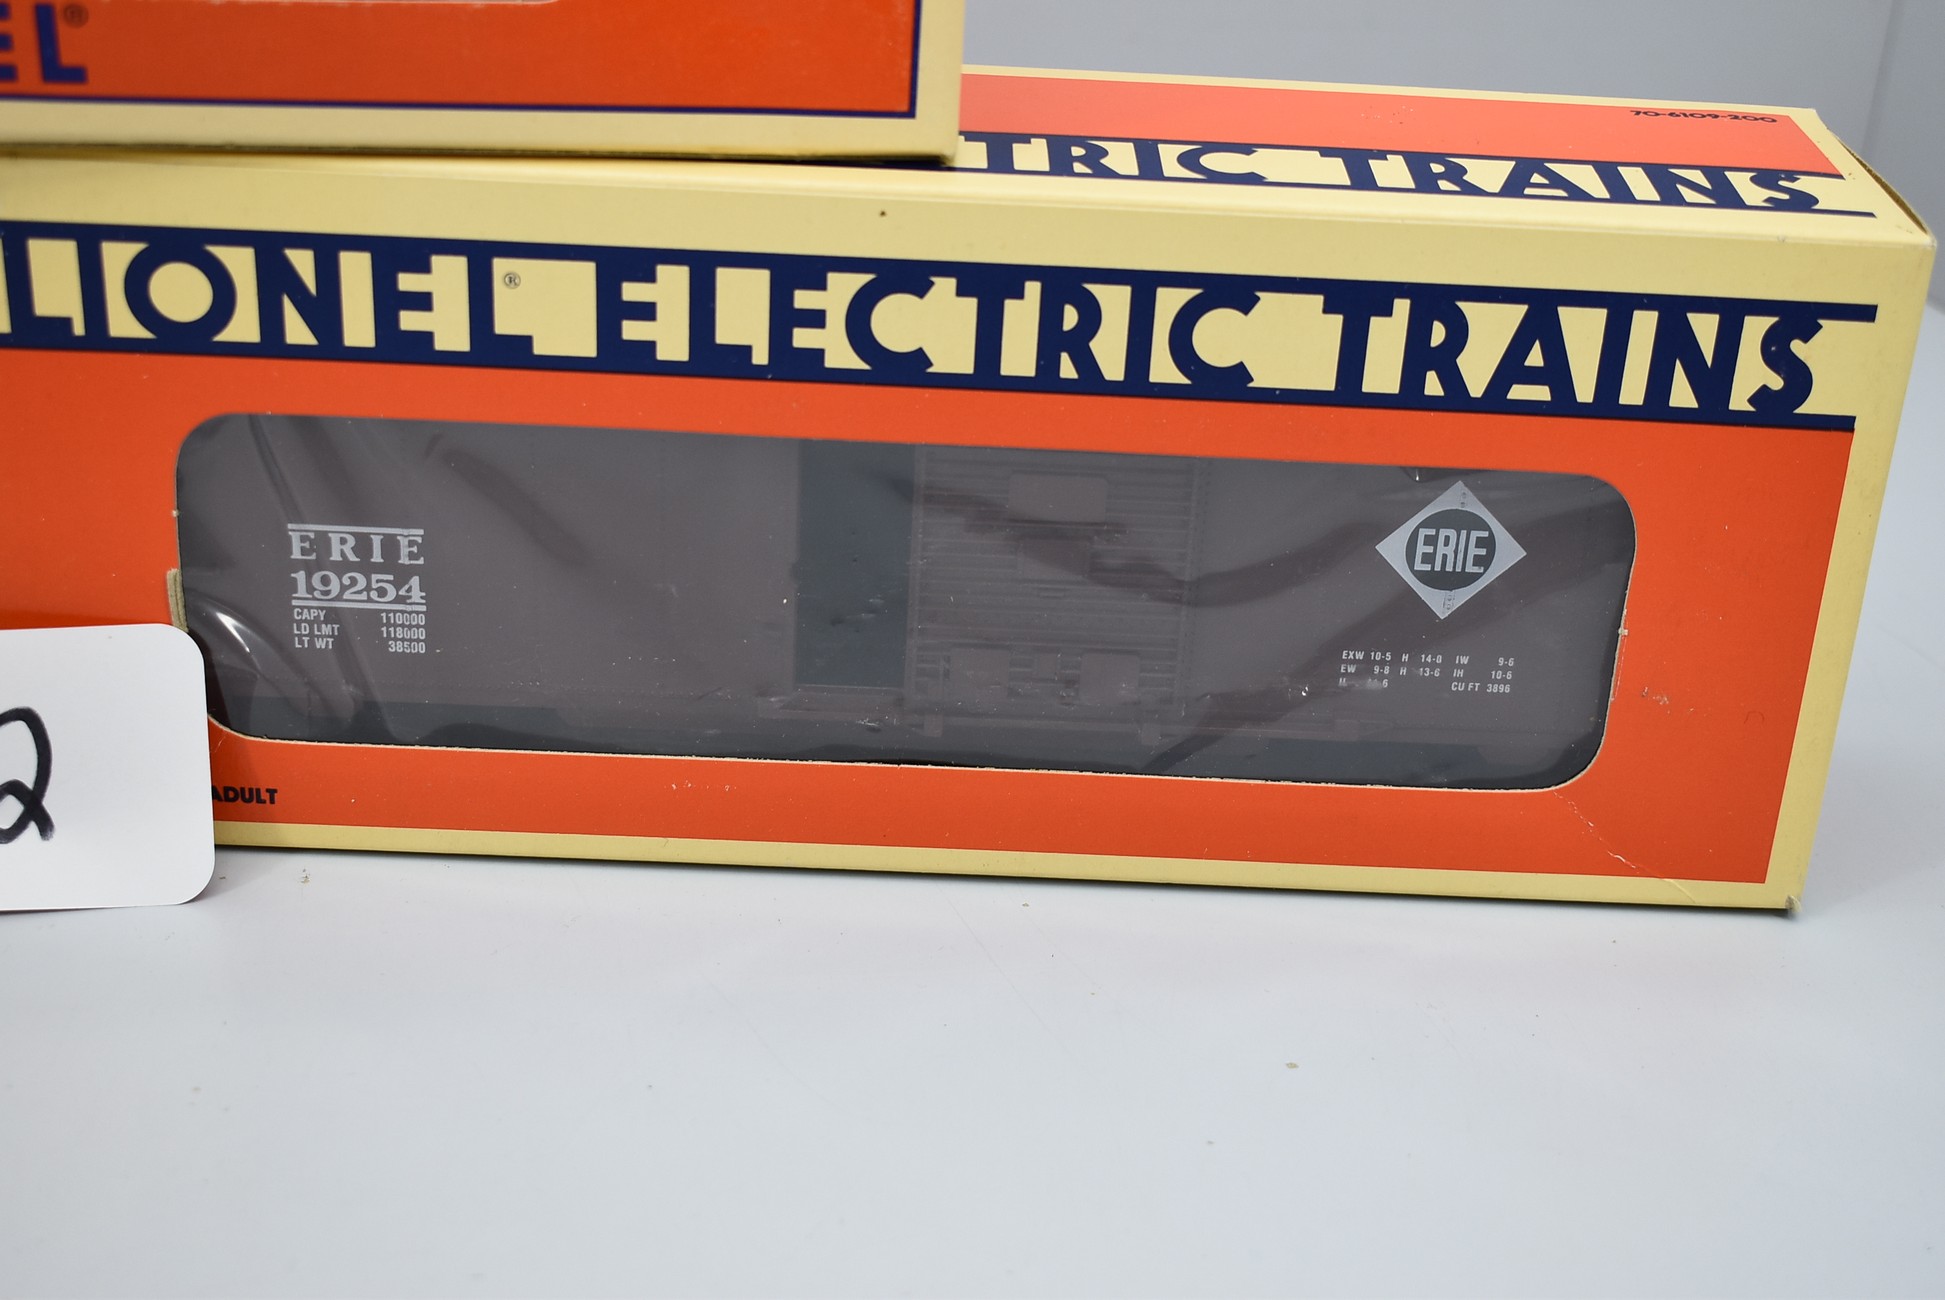 EL®
70-6109-200
TRIC TRAINS
LIONEL® ELECTRIC TRAINS
ERIE
19254
CAPY 110000
LD LMT 118000
LT WT 38500
ERIE
EXW 10-5 H 14-8 IW 9-6
EW 9-8 H 13-6 IH 10-6
CU FT 3896
ADULT
Q